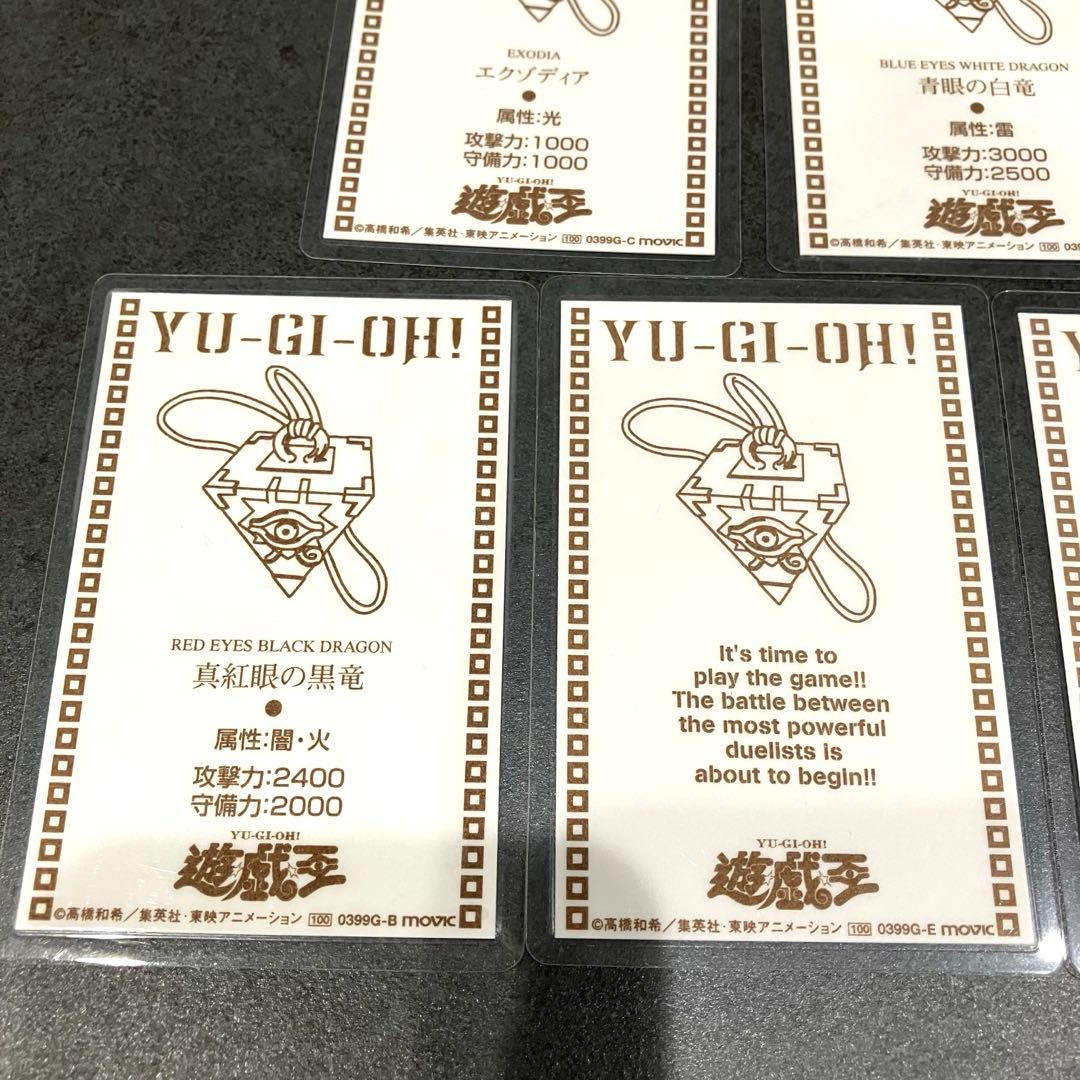 EXODIA
エクゾディア
属性:光
攻撃力:1000
守備力:1000
YU-GI-OH!
遊☆戯☆王
©高橋和希／集英社・東映アニメーション 100 0399G-C movic
BLUE EYES WHITE DRAGON
青眼の白竜
属性:雷
攻撃力:3000
守備力:2500
YU-GI-OH!
遊☆戯☆王
©高橋和希／集英社・東映アニメーション 100
YU-GI-OH!
RED EYES BLACK DRAGON
真紅眼の黒竜
属性:闇・火
攻撃力:2400
守備力:2000
YU-GI-OH!
遊☆戯☆王
©高橋和希／集英社・東映アニメーション 100 0399G-B movic
YU-GI-OH!
It's time to
play the game!!
The battle between
the most powerful
duelists is
about to begin!!
YU-GI-OH!
遊☆戯☆王
©高橋和希／集英社・東映アニメーション 100 0399G-E movic